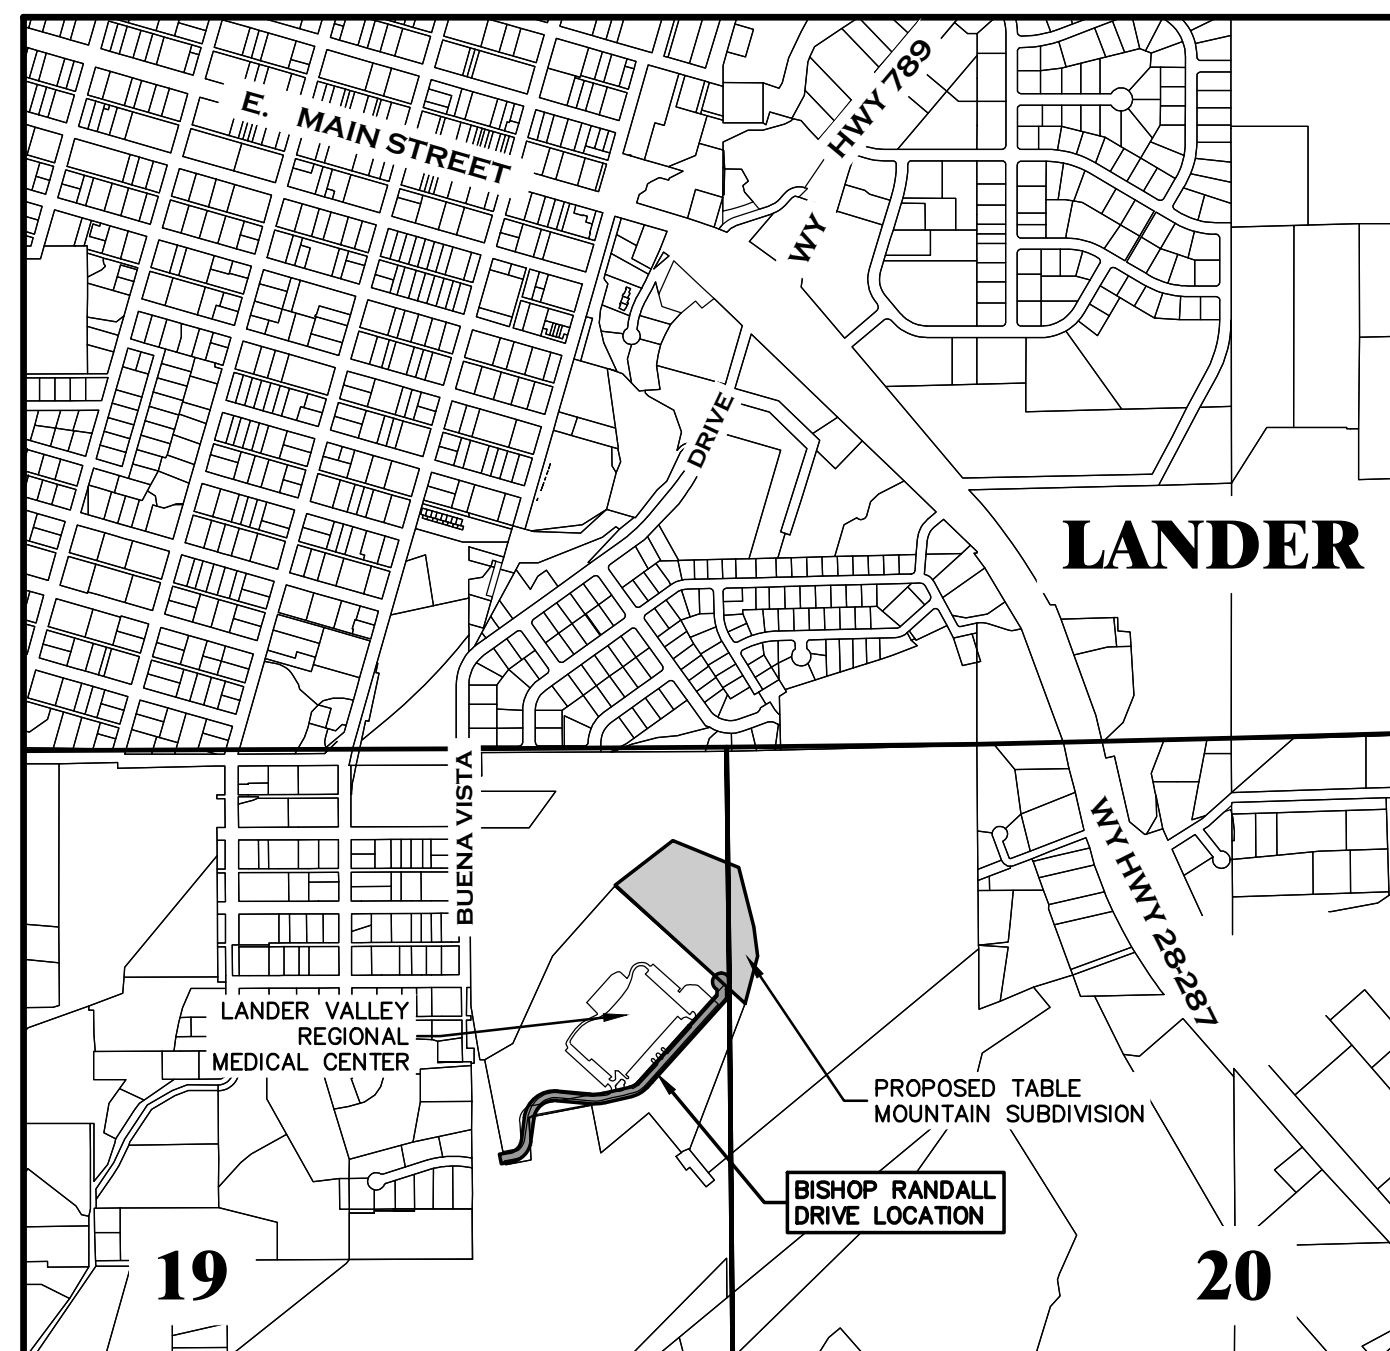 E. MAIN STREET
WY HWY 789
DRIVE
LANDER
BUENA VISTA
WY HWY 28-287
LANDER VALLEY
REGIONAL
MEDICAL CENTER
PROPOSED TABLE
MOUNTAIN SUBDIVISION
BISHOP RANDALL
DRIVE LOCATION
19
20